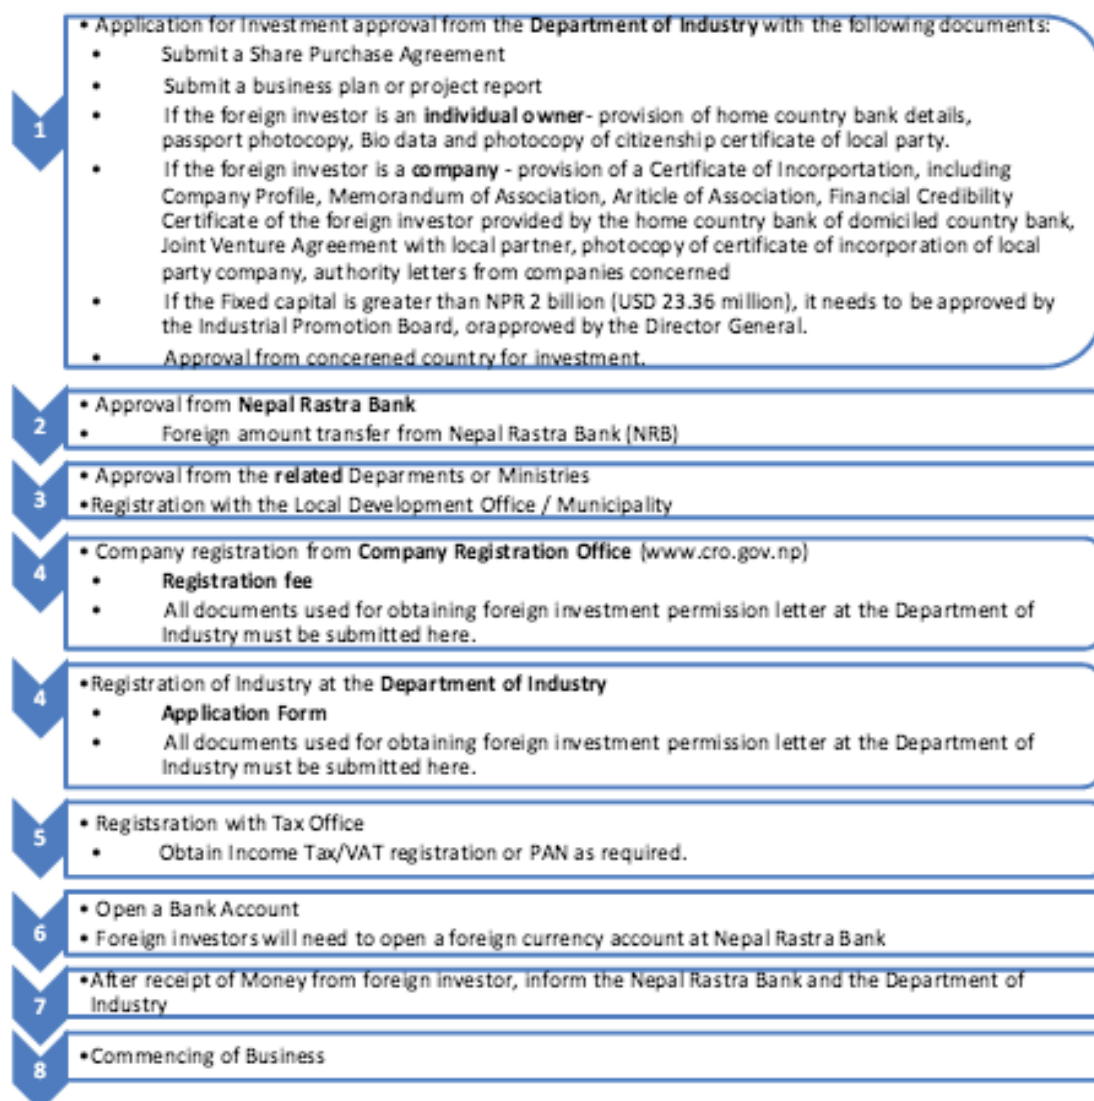 1
• Application for Investment approval from the Department of Industry with the following documents:
• Submit a Share Purchase Agreement
• Submit a business plan or project report
• If the foreign investor is an individual owner- provision of home country bank details,
passport photocopy, Bio data and photocopy of citizenship certificate of local party.
• If the foreign investor is a company - provision of a Certificate of Incorportation, including
Company Profile, Memorandum of Association, Ariticle of Association, Financial Credibility
Certificate of the foreign investor provided by the home country bank of domiciled country bank,
Joint Venture Agreement with local partner, photocopy of certificate of incorporation of local
party company, authority letters from companies concerned
• If the Fixed capital is greater than NPR 2 billion (USD 23.36 million), it needs to be approved by
the Industrial Promotion Board, orapproved by the Director General.
• Approval from concerened country for investment.
2
• Approval from Nepal Rastra Bank
• Foreign amount transfer from Nepal Rastra Bank (NRB)
3
• Approval from the related Deparments or Ministries
•Registration with the Local Development Office / Municipality
4
• Company registration from Company Registration Office (www.cro.gov.np)
• Registration fee
• All documents used for obtaining foreign investment permission letter at the Department of
Industry must be submitted here.
4
•Registration of Industry at the Department of Industry
• Application Form
• All documents used for obtaining foreign investment permission letter at the Department of
Industry must be submitted here.
5
• Registsration with Tax Office
• Obtain Income Tax/VAT registration or PAN as required.
6
• Open a Bank Account
• Foreign investors will need to open a foreign currency account at Nepal Rastra Bank
7
•After receipt of Money from foreign investor, inform the Nepal Rastra Bank and the Department of
Industry
8
•Commencing of Business